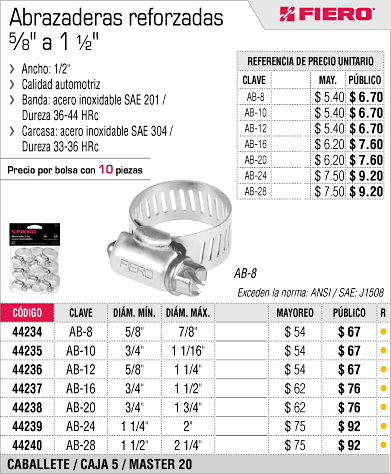 Abrazaderas reforzadas
5/8" a 1 1/2"
FIERO®
Ancho: 1/2"
Calidad automotriz
Banda: acero inoxidable SAE 201 /
Dureza 36-44 HRc
Carcasa: acero inoxidable SAE 304 /
Dureza 33-36 HRc
Precio por bolsa con 10 piezas
REFERENCIA DE PRECIO UNITARIO
CLAVE MAY. PÚBLICO
AB-8 $ 5.40 $ 6.70
AB-10 $ 5.40 $ 6.70
AB-12 $ 5.40 $ 6.70
AB-16 $ 6.20 $ 7.60
AB-20 $ 6.20 $ 7.60
AB-24 $ 7.50 $ 9.20
AB-28 $ 7.50 $ 9.20
FIERO
FIERO
AB-8
Exceden la norma: ANSI / SAE: J1508
CÓDIGO CLAVE DIÁM. MÍN. DIÁM. MÁX. MAYOREO PÚBLICO R
44234 AB-8 5/8" 7/8" $ 54 $ 67
44235 AB-10 3/4" 1 1/16" $ 54 $ 67
44236 AB-12 5/8" 1 1/4" $ 54 $ 67
44237 AB-16 3/4" 1 1/2" $ 62 $ 76
44238 AB-20 3/4" 1 3/4" $ 62 $ 76
44239 AB-24 1 1/4" 2" $ 75 $ 92
44240 AB-28 1 1/2" 2 1/4" $ 75 $ 92
CABALLETE / CAJA 5 / MASTER 20